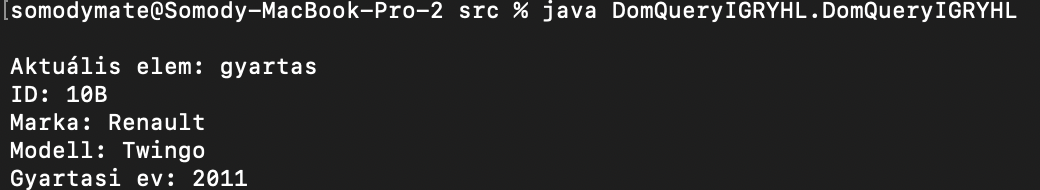 [somodymate@Somody-MacBook-Pro-2 src % java DomQueryIGRYHL.DomQueryIGRYHL
Aktuális elem: gyartas
ID: 10B
Marka: Renault
Modell: Twingo
Gyartasi ev: 2011